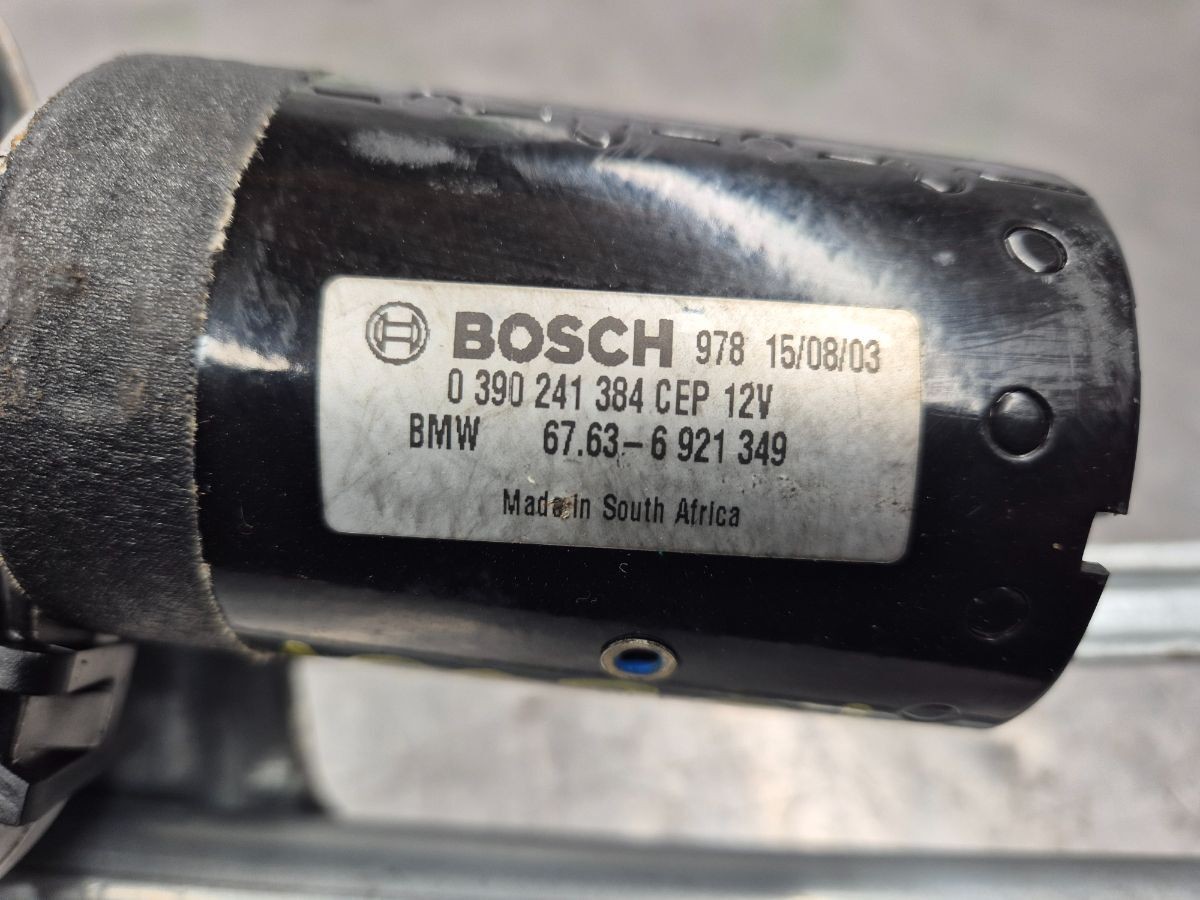 BOSCH 978 15/08/03
0 390 241 384 CEP 12V
BMW 67.63-6 921 349
Made in South Africa